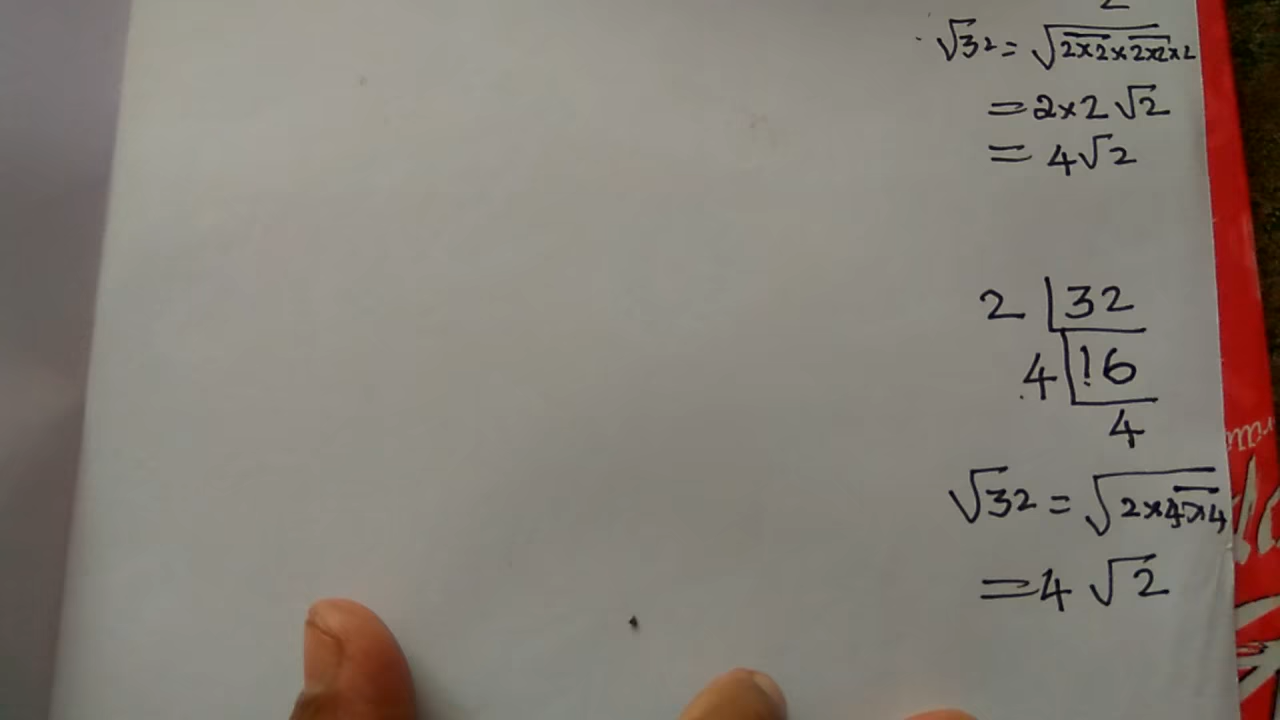 2
√32 = √2×2×2×2×2
= 2×2√2
= 4√2
2 | 32
4 | 16
4
√32 = √2×4×4
= 4√2